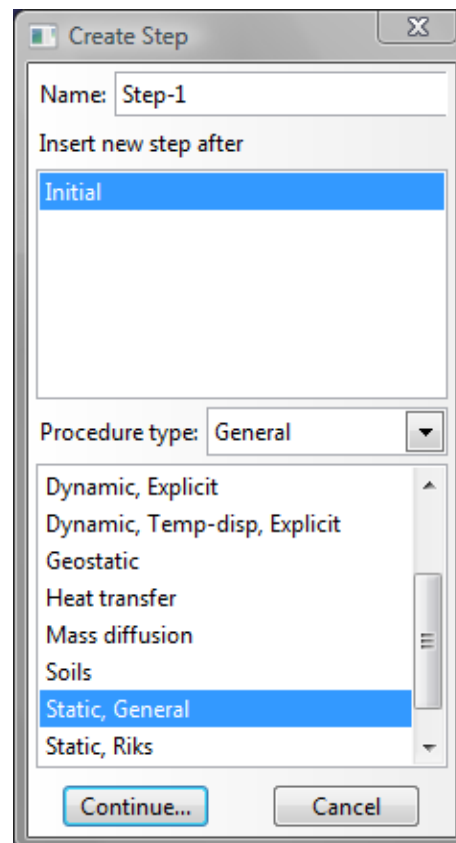 Create Step
Name: Step-1
Insert new step after
Initial
Procedure type: General
Dynamic, Explicit
Dynamic, Temp-disp, Explicit
Geostatic
Heat transfer
Mass diffusion
Soils
Static, General
Static, Riks
Continue... Cancel